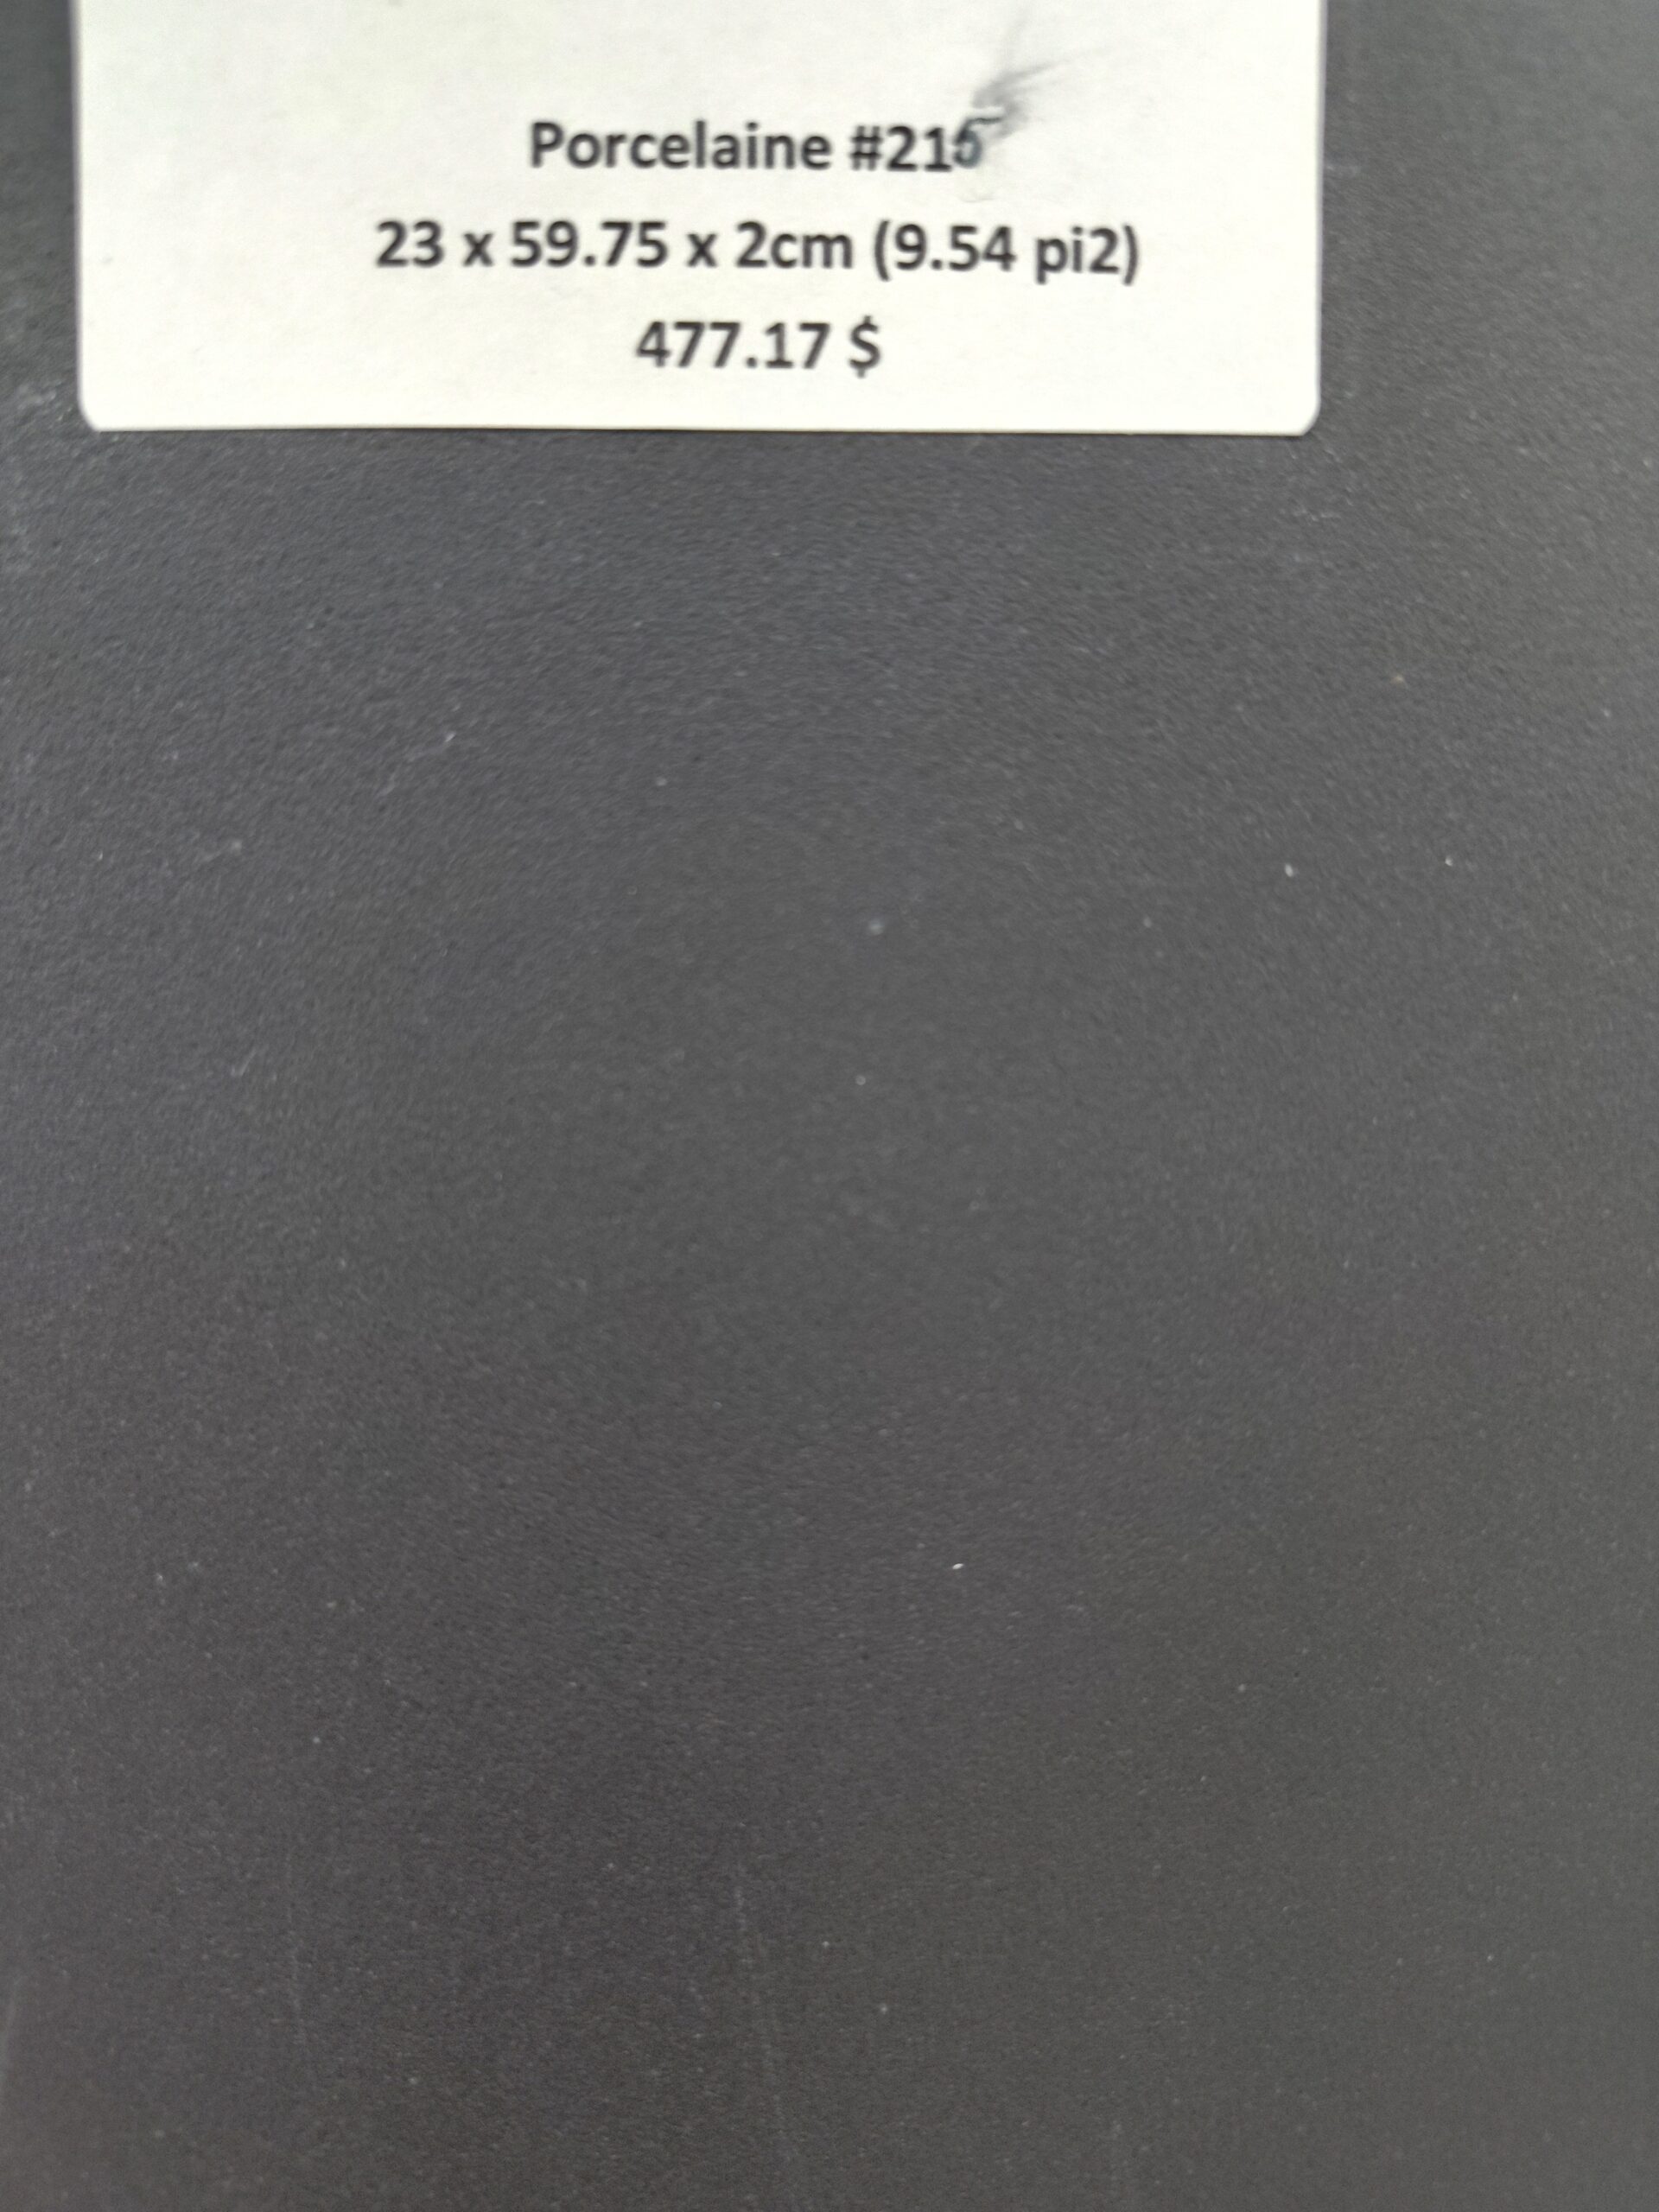 Porcelaine #215
23 x 59.75 x 2cm (9.54 pi2)
477.17 $